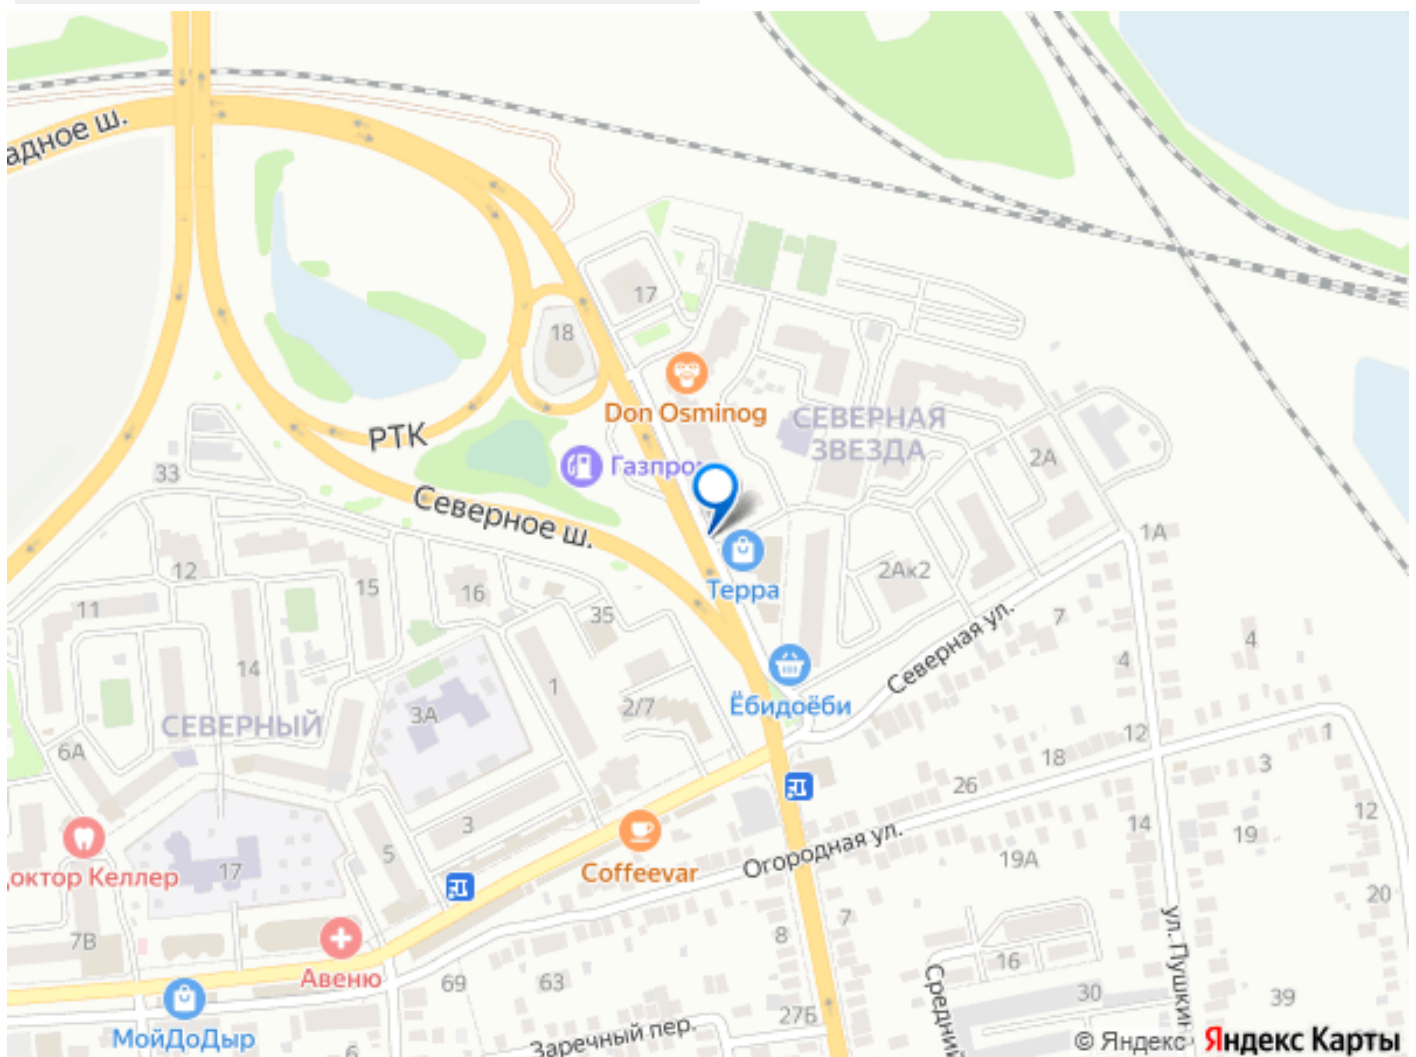 адное ш.
17
18
Don Osminog
СЕВЕРНАЯ
ЗВЕЗДА
РТК
Газпро
2А
33
Северное ш.
1А
Терра
2Ак2
12
15
16
11
35
7
Северная ул.
4
4
14
1
3А
2/7
Ёбидоёби
СЕВЕРНЫЙ
6А
12
1
18
3
26
12
3
14
19
5
Coffeevar
Огородная ул.
19А
17
октор Келлер
20
7
ул. Пушкин
7В
8
Авеню
69
63
16
Средний
30
39
27б
МойДоДыр
6
Заречный пер.
© Яндекс Яндекс Карты